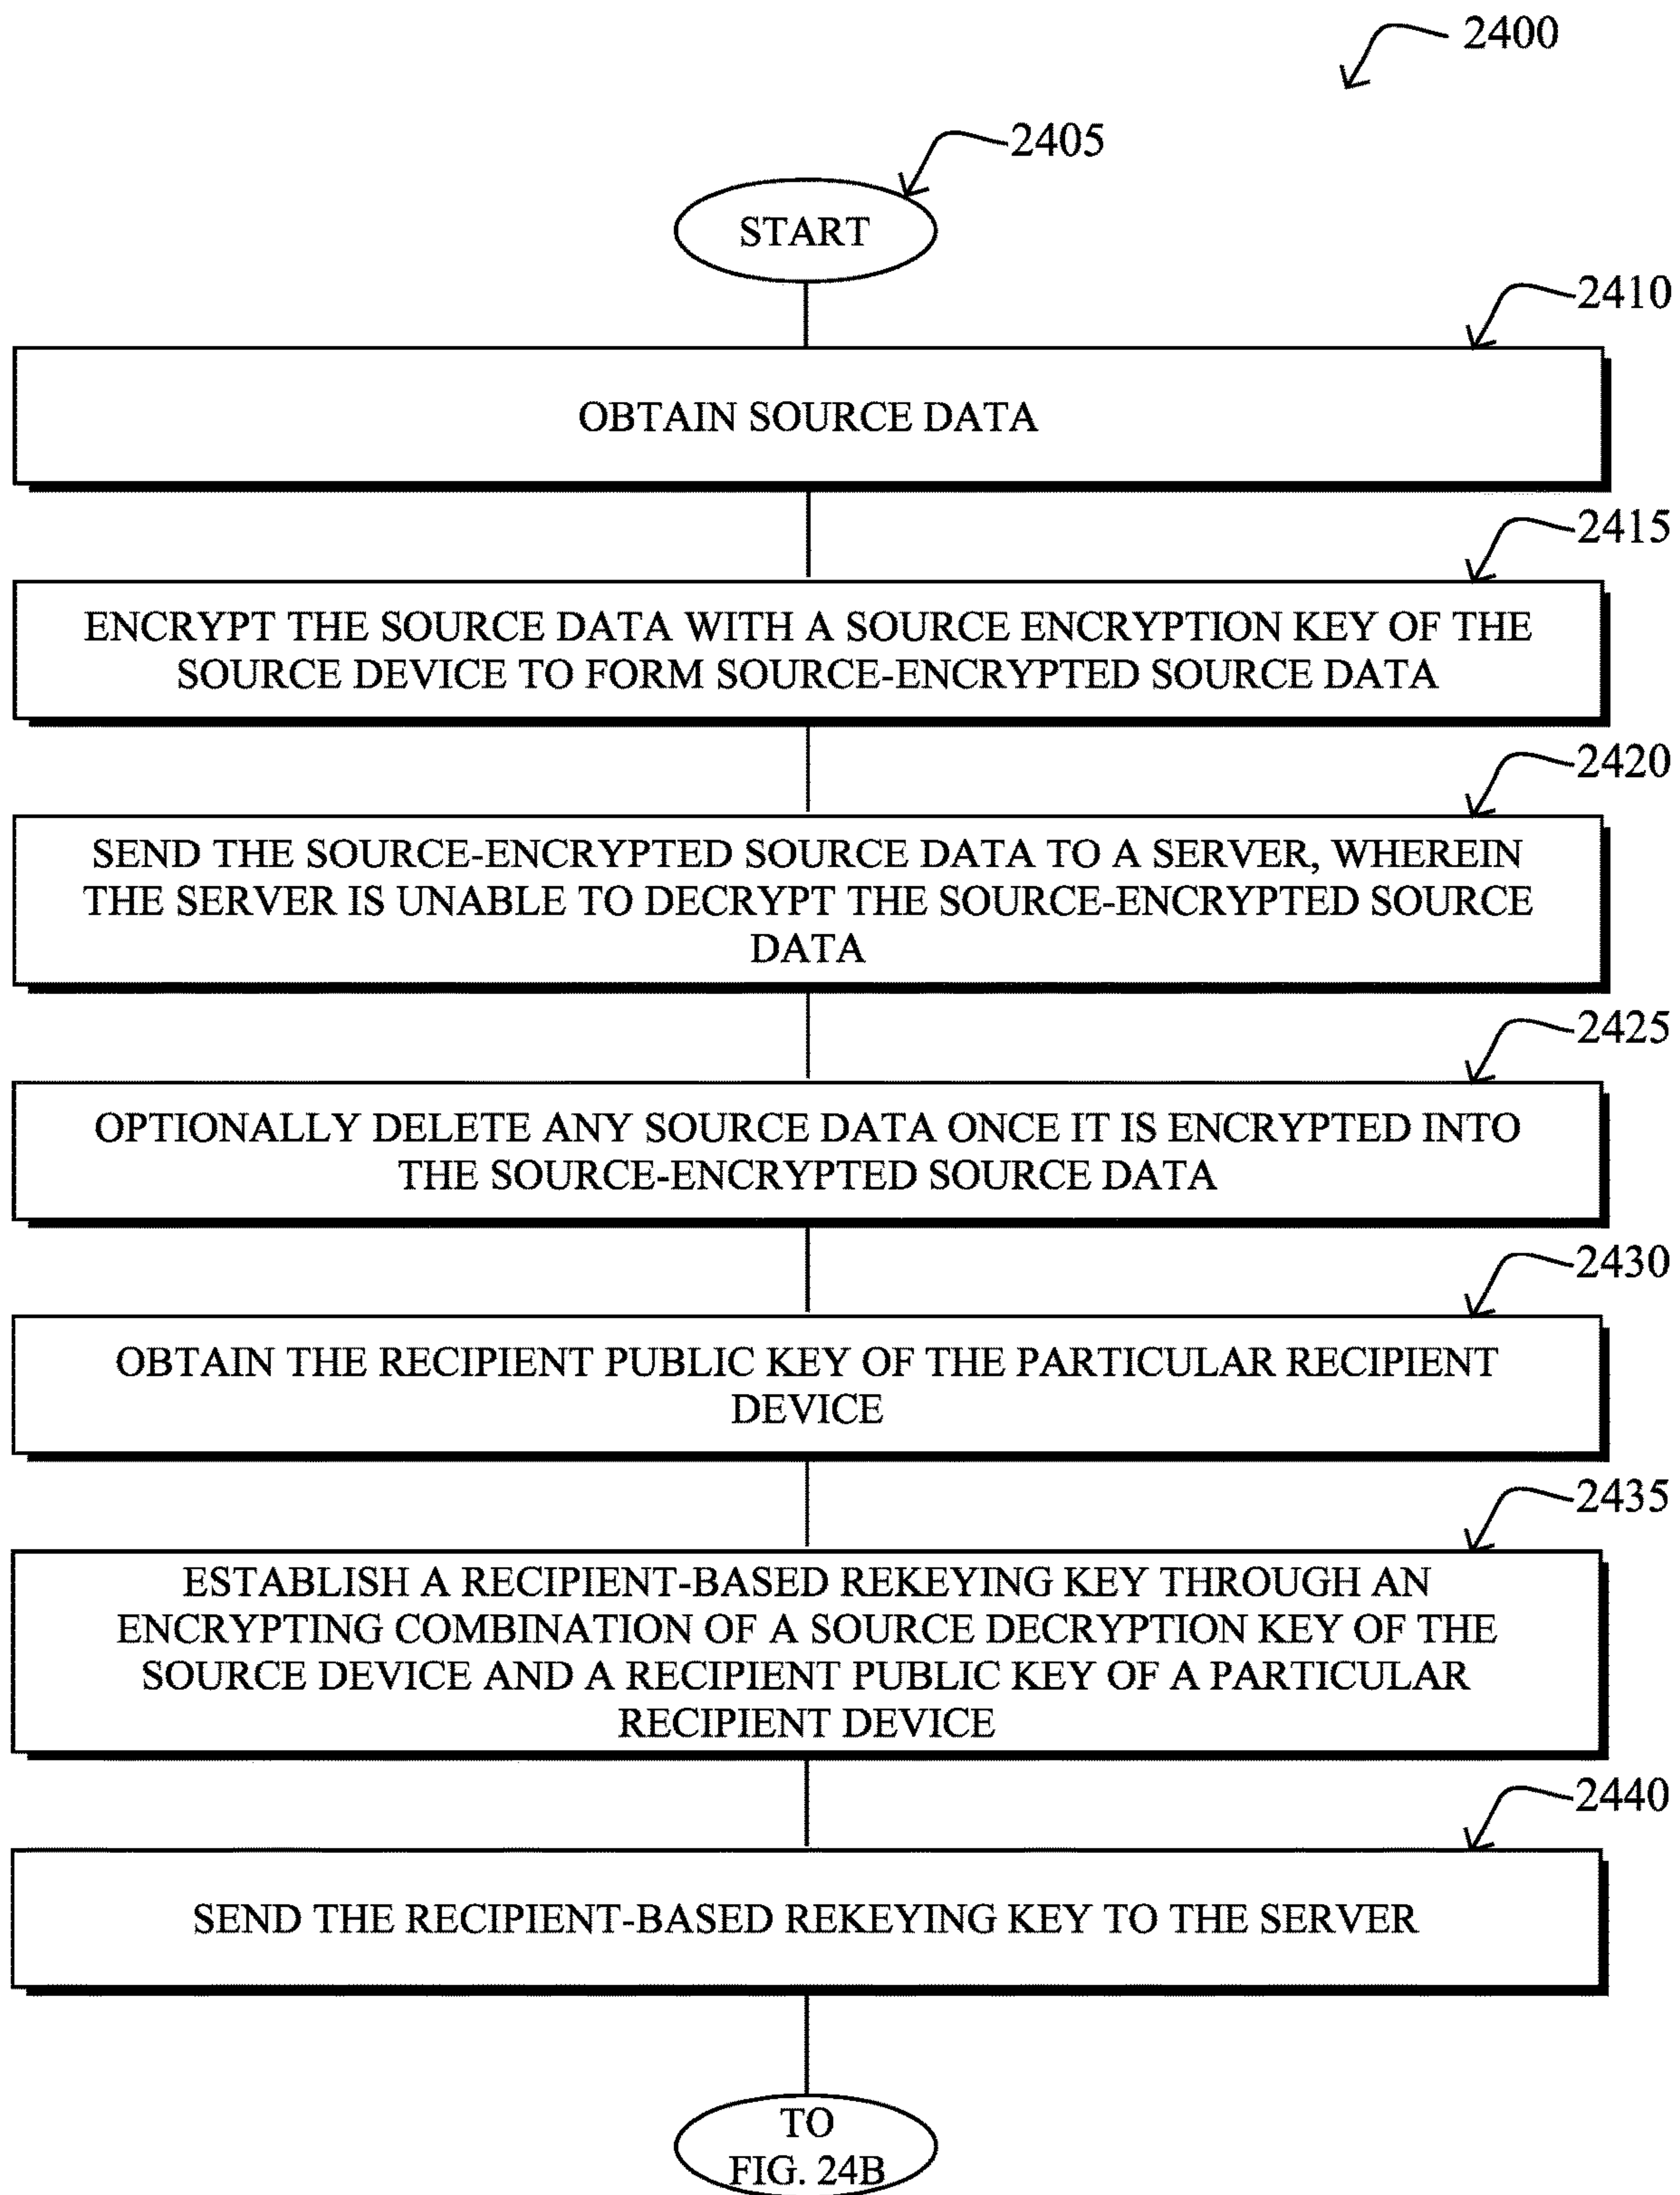 2400
2405
START
2410
OBTAIN SOURCE DATA
2415
ENCRYPT THE SOURCE DATA WITH A SOURCE ENCRYPTION KEY OF THE
SOURCE DEVICE TO FORM SOURCE-ENCRYPTED SOURCE DATA
2420
SEND THE SOURCE-ENCRYPTED SOURCE DATA TO A SERVER, WHEREIN
THE SERVER IS UNABLE TO DECRYPT THE SOURCE-ENCRYPTED SOURCE
DATA
2425
OPTIONALLY DELETE ANY SOURCE DATA ONCE IT IS ENCRYPTED INTO
THE SOURCE-ENCRYPTED SOURCE DATA
2430
OBTAIN THE RECIPIENT PUBLIC KEY OF THE PARTICULAR RECIPIENT
DEVICE
2435
ESTABLISH A RECIPIENT-BASED REKEYING KEY THROUGH AN
ENCRYPTING COMBINATION OF A SOURCE DECRYPTION KEY OF THE
SOURCE DEVICE AND A RECIPIENT PUBLIC KEY OF A PARTICULAR
RECIPIENT DEVICE
2440
SEND THE RECIPIENT-BASED REKEYING KEY TO THE SERVER
TO
FIG. 24B